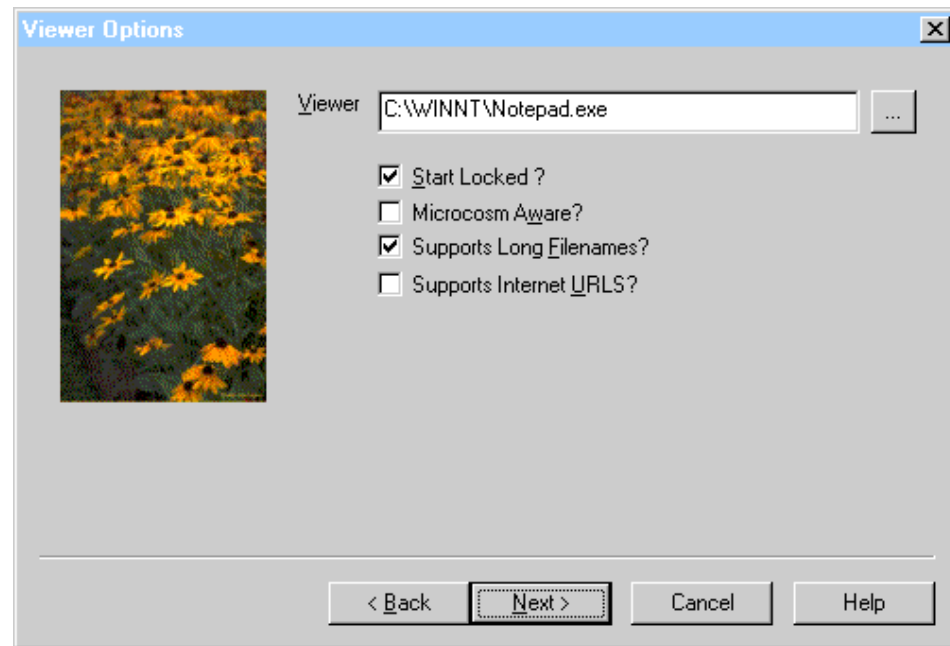 Viewer Options
Viewer C:\WINNT\Notepad.exe ...
Start Locked ?
Microcosm Aware?
Supports Long Filenames?
Supports Internet URLS?
< Back Next > Cancel Help